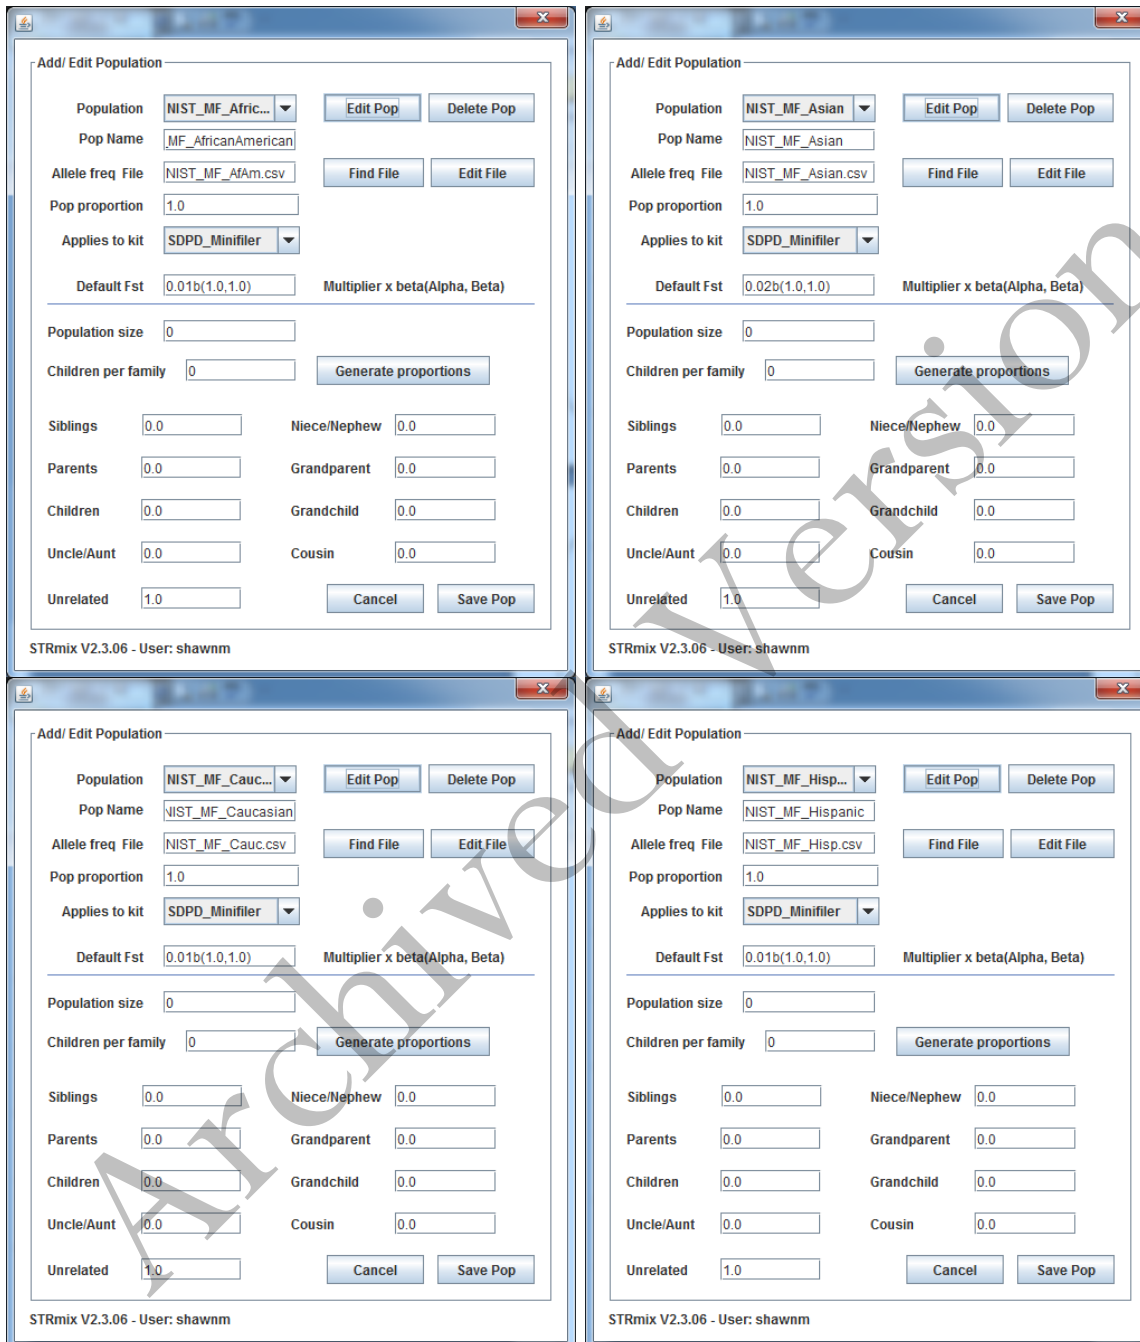 Add/ Edit Population
Population NIST_MF_Afric... Edit Pop Delete Pop
Pop Name _MF_AfricanAmerican
Allele freq File NIST_MF_AfAm.csv Find File Edit File
Pop proportion 1.0
Applies to kit SDPD_Minifiler
Default Fst 0.01b(1.0,1.0) Multiplier x beta(Alpha, Beta)
Population size 0
Children per family 0 Generate proportions
Siblings 0.0 Niece/Nephew 0.0
Parents 0.0 Grandparent 0.0
Children 0.0 Grandchild 0.0
Uncle/Aunt 0.0 Cousin 0.0
Unrelated 1.0 Cancel Save Pop
STRmix V2.3.06 - User: shawnm
Add/ Edit Population
Population NIST_MF_Asian Edit Pop Delete Pop
Pop Name NIST_MF_Asian
Allele freq File NIST_MF_Asian.csv Find File Edit File
Pop proportion 1.0
Applies to kit SDPD_Minifiler
Default Fst 0.02b(1.0,1.0) Multiplier x beta(Alpha, Beta)
Population size 0
Children per family 0 Generate proportions
Siblings 0.0 Niece/Nephew 0.0
Parents 0.0 Grandparent 0.0
Children 0.0 Grandchild 0.0
Uncle/Aunt 0.0 Cousin 0.0
Unrelated 1.0 Cancel Save Pop
STRmix V2.3.06 - User: shawnm
Add/ Edit Population
Population NIST_MF_Cauc... Edit Pop Delete Pop
Pop Name NIST_MF_Caucasian
Allele freq File NIST_MF_Cauc.csv Find File Edit File
Pop proportion 1.0
Applies to kit SDPD_Minifiler
Default Fst 0.01b(1.0,1.0) Multiplier x beta(Alpha, Beta)
Population size 0
Children per family 0 Generate proportions
Siblings 0.0 Niece/Nephew 0.0
Parents 0.0 Grandparent 0.0
Children 0.0 Grandchild 0.0
Uncle/Aunt 0.0 Cousin 0.0
Unrelated 1.0 Cancel Save Pop
STRmix V2.3.06 - User: shawnm
Add/ Edit Population
Population NIST_MF_Hisp... Edit Pop Delete Pop
Pop Name NIST_MF_Hispanic
Allele freq File NIST_MF_Hisp.csv Find File Edit File
Pop proportion 1.0
Applies to kit SDPD_Minifiler
Default Fst 0.01b(1.0,1.0) Multiplier x beta(Alpha, Beta)
Population size 0
Children per family 0 Generate proportions
Siblings 0.0 Niece/Nephew 0.0
Parents 0.0 Grandparent 0.0
Children 0.0 Grandchild 0.0
Uncle/Aunt 0.0 Cousin 0.0
Unrelated 1.0 Cancel Save Pop
STRmix V2.3.06 - User: shawnm
Archived Version